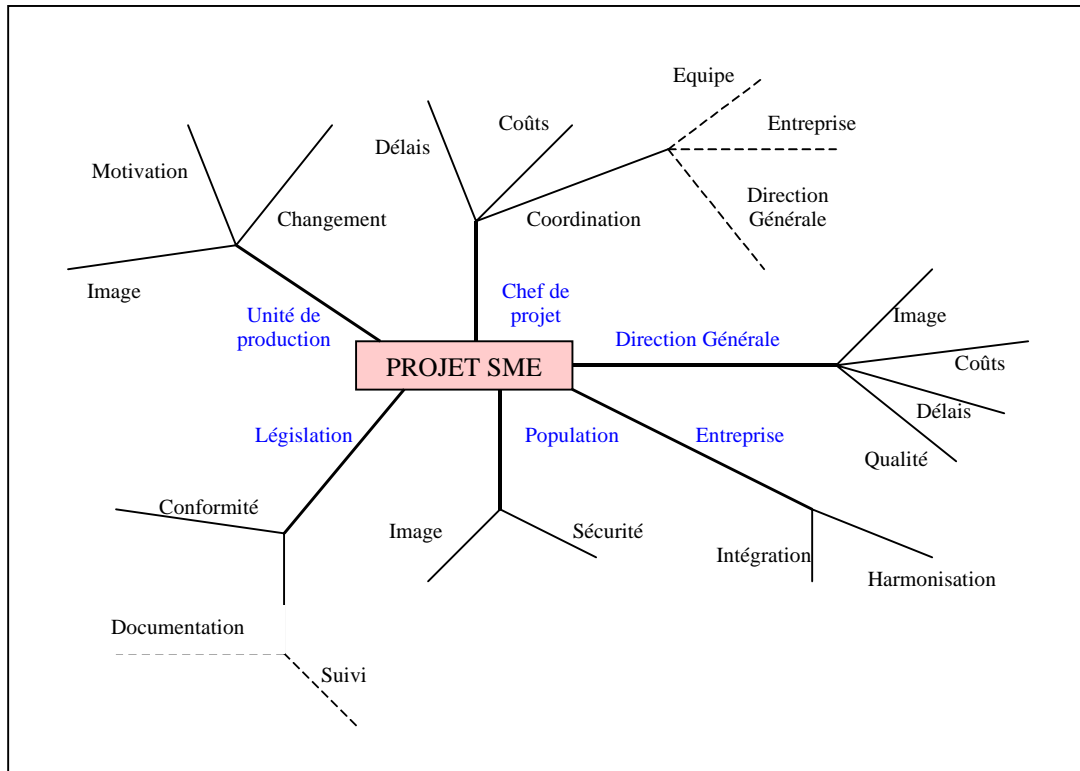 Equipe
Coûts
Entreprise
Délais
Motivation
Direction
Générale
Changement
Coordination
Image
Chef de
projet
Unité de
production
Image
Direction Générale
PROJET SME
Coûts
Délais
Législation
Population
Entreprise
Qualité
Conformité
Image
Sécurité
Intégration
Harmonisation
Documentation
Suivi